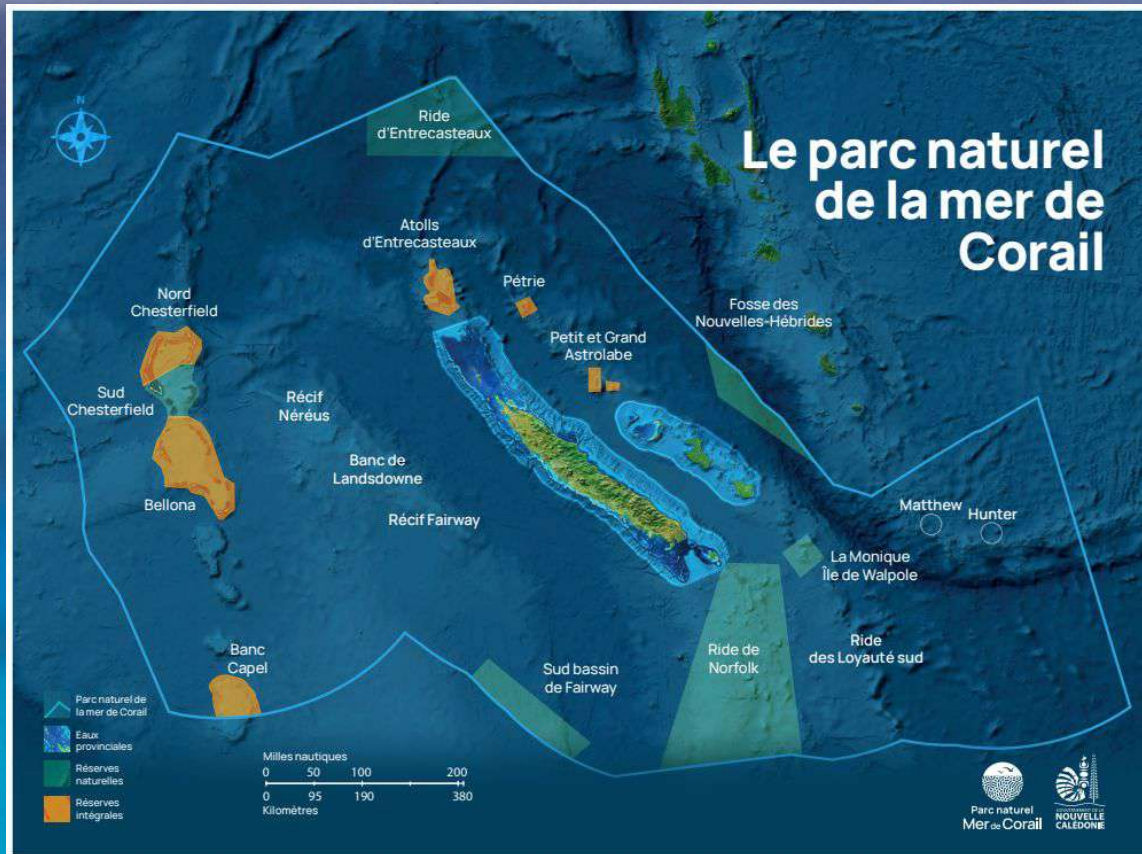 N
Le parc naturel
de la mer de
Corail
Ride
d'Entrecasteaux
Atolls
d'Entrecasteaux
Pétrie
Nord
Chesterfield
Fosse des
Nouvelles-Hébrides
Petit et Grand
Astrolabe
Sud
Chesterfield
Récif
Néréus
Banc de
Landsdowne
Bellona
Récif Fairway
Matthew
Hunter
La Monique
Île de Walpole
Banc
Capel
Sud bassin
de Fairway
Ride de
Norfolk
Ride
des Loyauté sud
Parc naturel de
la mer de Corail
Eaux
provinciales
Réserves
naturelles
Réserves
intégrales
Milles nautiques
0 50 100 200
0 95 190 380
Kilomètres
Parc naturel
Mer de Corail
GOUVERNEMENT DE LA
NOUVELLE
CALÉDONIE